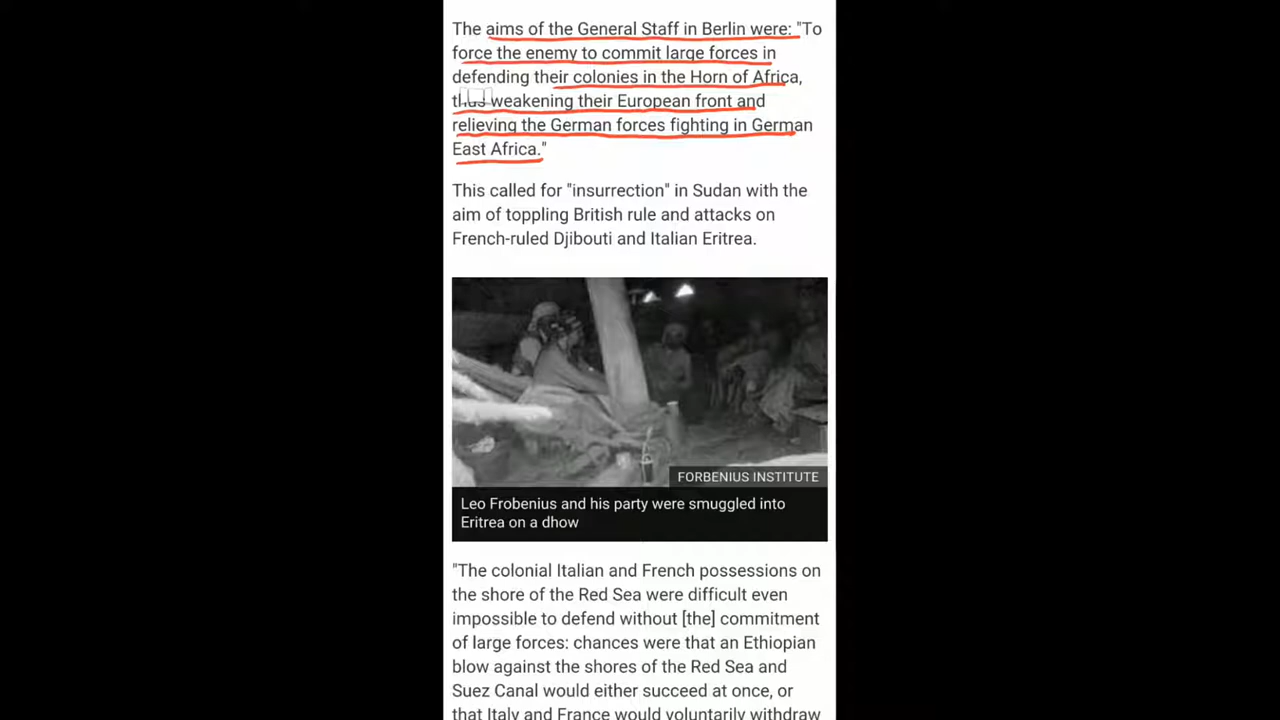 The aims of the General Staff in Berlin were: "To
force the enemy to commit large forces in
defending their colonies in the Horn of Africa,
thus weakening their European front and
relieving the German forces fighting in German
East Africa."
This called for "insurrection" in Sudan with the
aim of toppling British rule and attacks on
French-ruled Djibouti and Italian Eritrea.
FORBENIUS INSTITUTE
Leo Frobenius and his party were smuggled into
Eritrea on a dhow
"The colonial Italian and French possessions on
the shore of the Red Sea were difficult even
impossible to defend without [the] commitment
of large forces: chances were that an Ethiopian
blow against the shores of the Red Sea and
Suez Canal would either succeed at once, or
that Italy and France would voluntarily withdraw